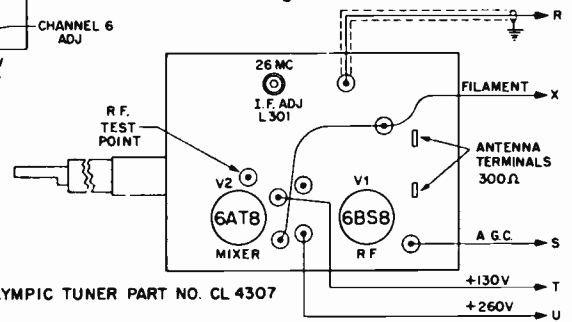 CHANNEL 6
ADJ
R
26 MC
I.F. ADJ
L301
FILAMENT
X
R.F.
TEST
POINT
ANTENNA
TERMINALS
300Ω
V2
V1
6AT8
6BS8
MIXER
RF
A.G.C.
S
+130V
T
+260V
U
LYMPIC TUNER PART NO. CL 4307